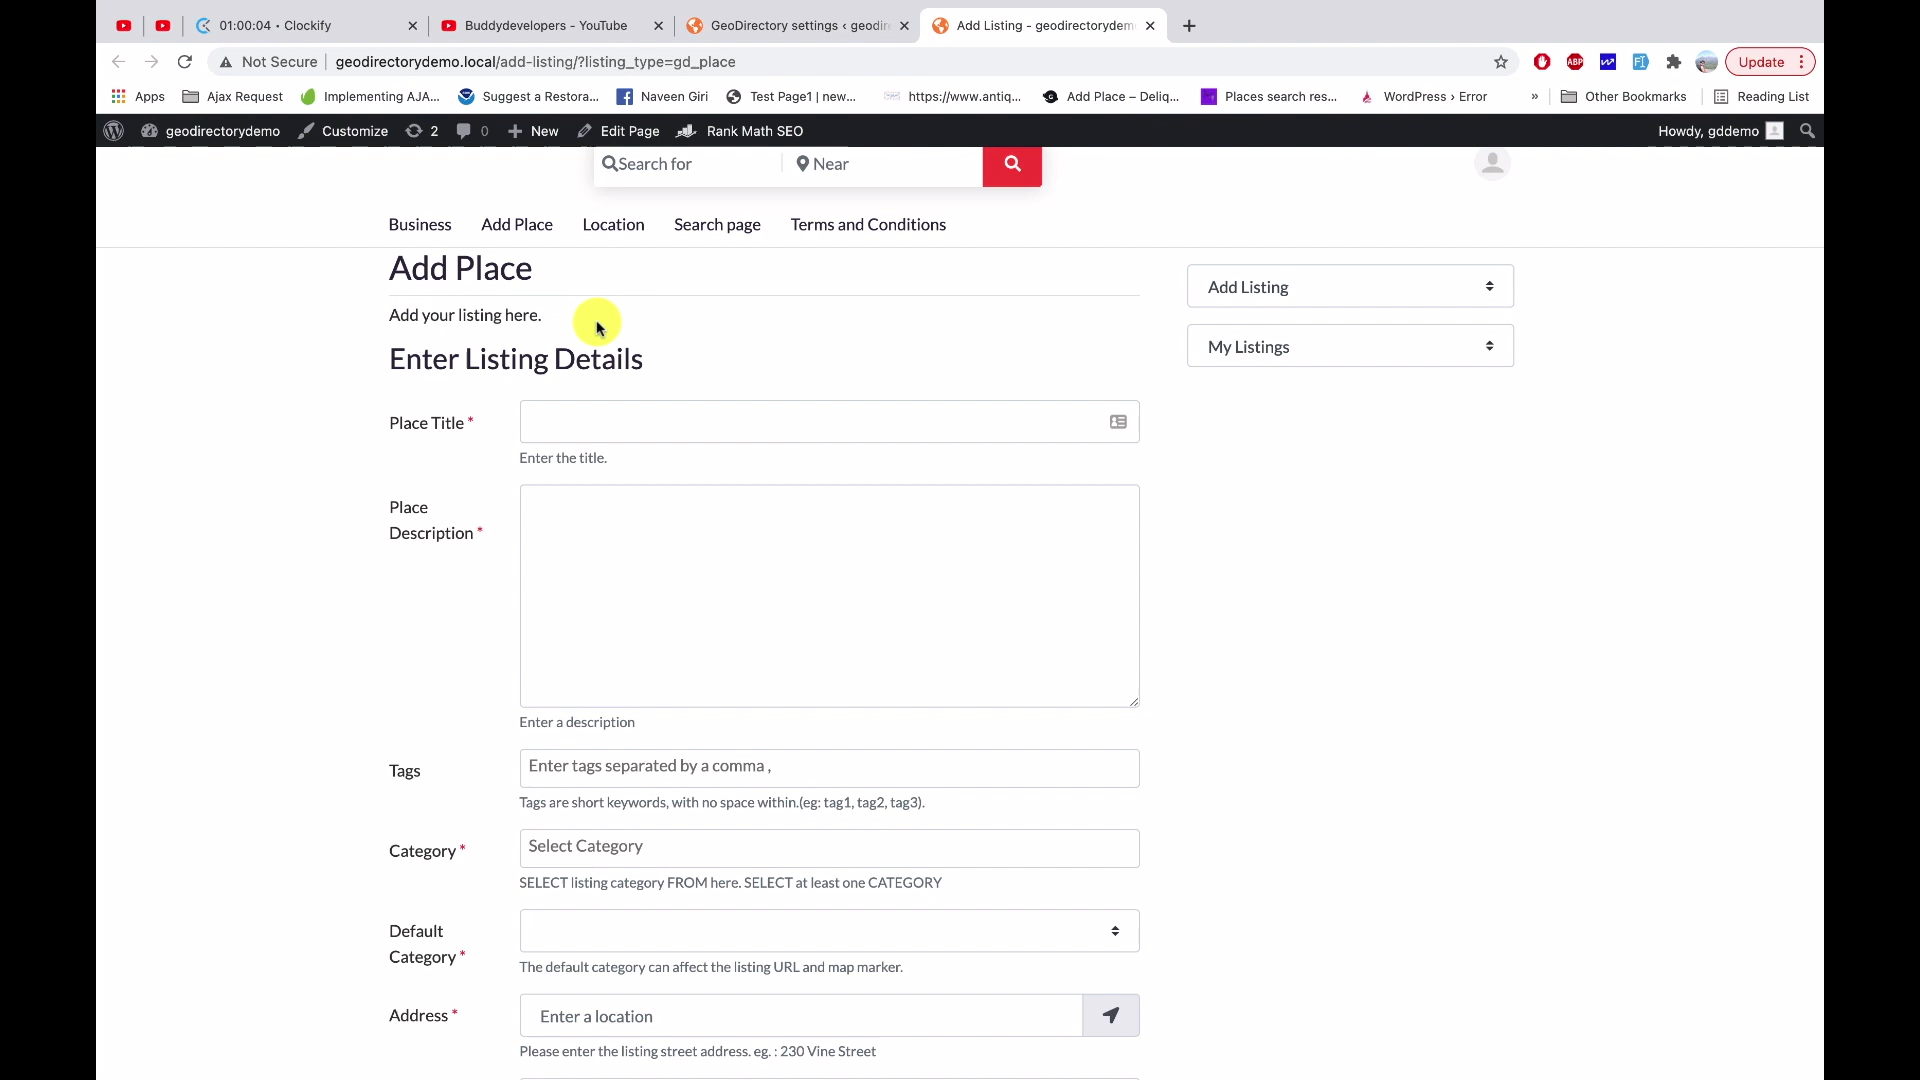 01:00:04 • Clockify
Buddydevelopers - YouTube
GeoDirectory settings ‹ geodir
Add Listing - geodirectorydem
Not Secure
geodirectorydemo.local/add-listing/?listing_type=gd_place
ABP
Update
Apps
Ajax Request
Implementing AJA...
Suggest a Restora...
Naveen Giri
Test Page1 | new...
https://www.antiq...
Add Place – Deliq...
Places search res...
WordPress › Error
»
Other Bookmarks
Reading List
geodirectorydemo
Customize
2
0
New
Edit Page
Rank Math SEO
Howdy, gddemo
Search for
Near
Business
Add Place
Location
Search page
Terms and Conditions
Add Place
Add your listing here.
Enter Listing Details
Add Listing
My Listings
Place Title *
Enter the title.
Place
Description *
Enter a description
Tags
Enter tags separated by a comma ,
Tags are short keywords, with no space within.(eg: tag1, tag2, tag3).
Category *
Select Category
SELECT listing category FROM here. SELECT at least one CATEGORY
Default
Category *
The default category can affect the listing URL and map marker.
Address *
Enter a location
Please enter the listing street address. eg. : 230 Vine Street